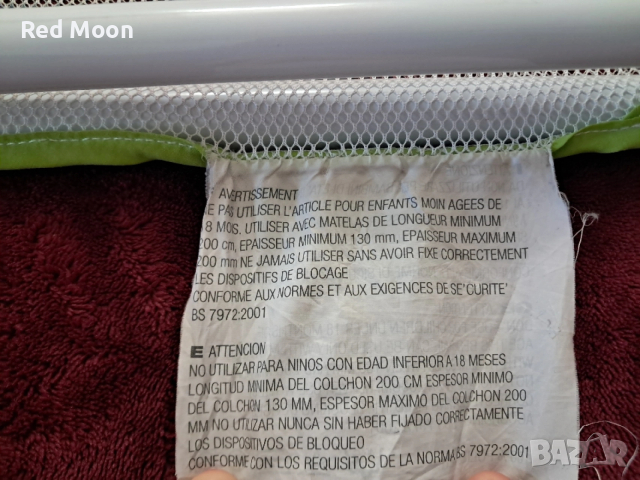 Red Moon
F AVERTISSEMENT
NE PAS UTILISER L'ARTICLE POUR ENFANTS MOIN AGEES DE
18 MOIS. UTILISER AVEC MATELAS DE LONGUEUR MINIMUM
200 cm, EPAISSEUR MINIMUM 130 mm, EPAISSEUR MAXIMUM
200 mm NE JAMAIS UTILISER SANS AVOIR FIXE CORRECTEMENT
LES DISPOSITIFS DE BLOCAGE
CONFORME AUX NORMES ET AUX EXIGENCES DE SE'CURITE'
BS 7972:2001
E ATTENCION
NO UTILIZAR PARA NINOS CON EDAD INFERIOR A 18 MESES
LONGITUD MNIMA DEL COLCHON 200 CM ESPESOR MINIMO
DEL COLCHON 130 MM, ESPESOR MAXIMO DEL COLCHON 200
MM NO UTILIZAR NUNCA SIN HABER FIJADO CORRECTAMENTE
LOS DISPOSITIVOS DE BLOQUEO
CONFORME CON LOS REQUISITOS DE LA NORMA BS 7972:2001
BAZAR